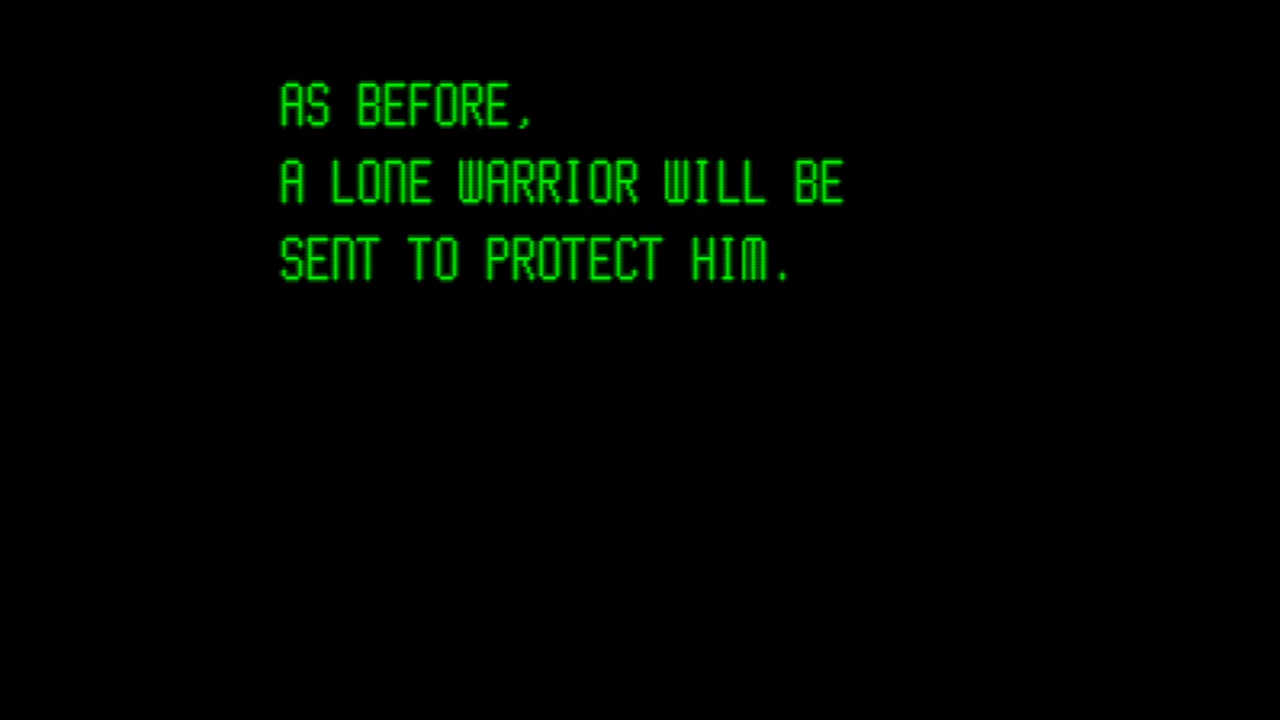 AS BEFORE,
A LONE WARRIOR WILL BE
SENT TO PROTECT HIM.